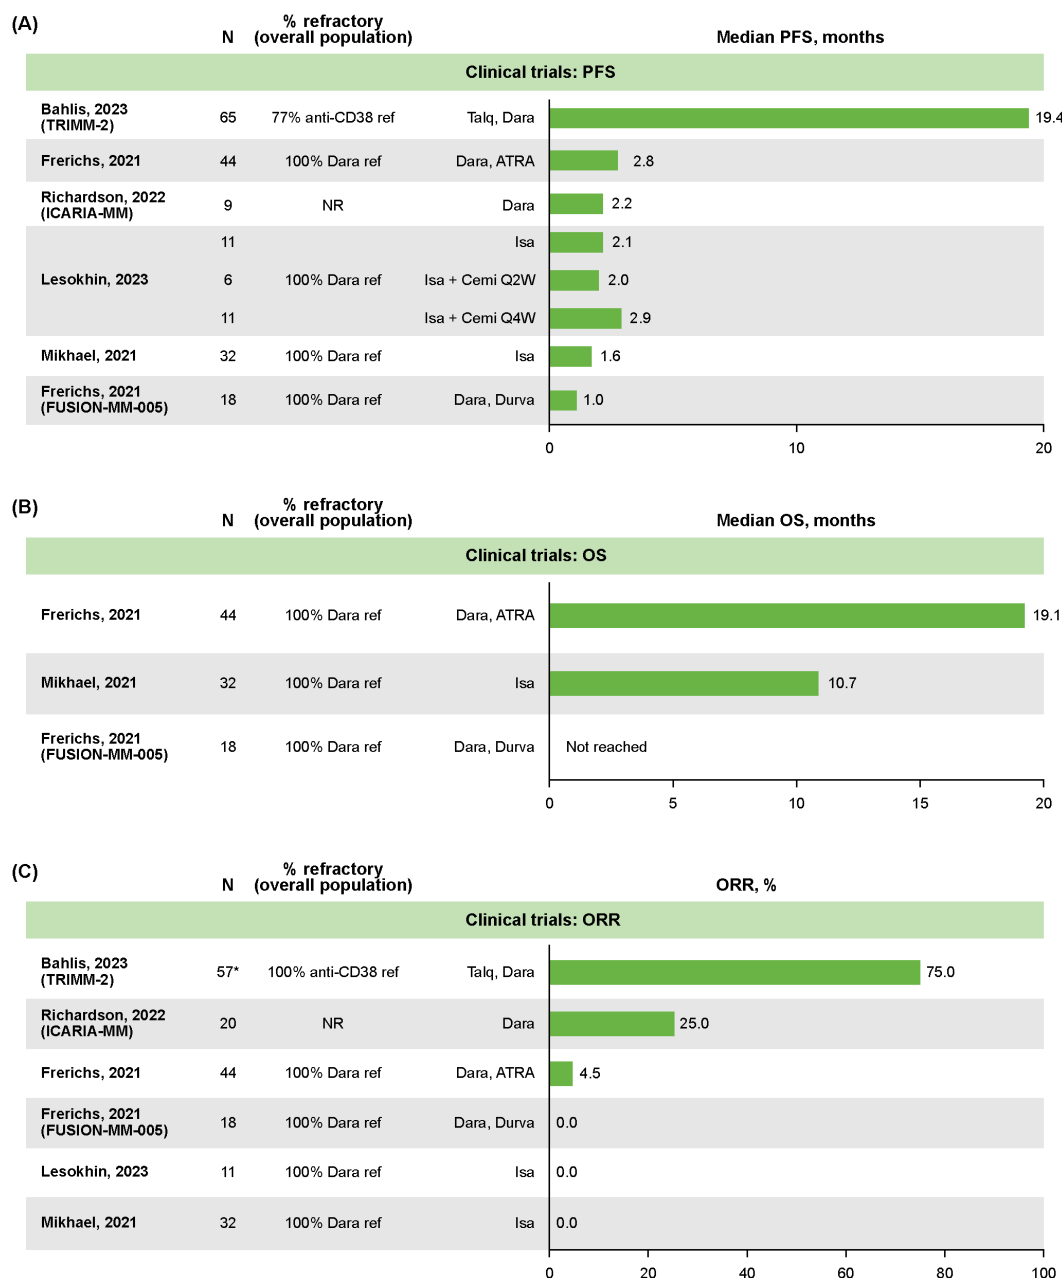 (A)
N
% refractory
(overall population)
Median PFS, months
Clinical trials: PFS
Bahlis, 2023
(TRIMM-2)
65
77% anti-CD38 ref
Talq, Dara
19.4
Frerichs, 2021
44
100% Dara ref
Dara, ATRA
2.8
Richardson, 2022
(ICARIA-MM)
9
NR
Dara
2.2
Lesokhin, 2023
11
Isa
2.1
6
100% Dara ref
Isa + Cemi Q2W
2.0
11
Isa + Cemi Q4W
2.9
Mikhael, 2021
32
100% Dara ref
Isa
1.6
Frerichs, 2021
(FUSION-MM-005)
18
100% Dara ref
Dara, Durva
1.0
0
10
20
(B)
N
% refractory
(overall population)
Median OS, months
Clinical trials: OS
Frerichs, 2021
44
100% Dara ref
Dara, ATRA
19.1
Mikhael, 2021
32
100% Dara ref
Isa
10.7
Frerichs, 2021
(FUSION-MM-005)
18
100% Dara ref
Dara, Durva
Not reached
0
5
10
15
20
(C)
N
% refractory
(overall population)
ORR, %
Clinical trials: ORR
Bahlis, 2023
(TRIMM-2)
57*
100% anti-CD38 ref
Talq, Dara
75.0
Richardson, 2022
(ICARIA-MM)
20
NR
Dara
25.0
Frerichs, 2021
44
100% Dara ref
Dara, ATRA
4.5
Frerichs, 2021
(FUSION-MM-005)
18
100% Dara ref
Dara, Durva
0.0
Lesokhin, 2023
11
100% Dara ref
Isa
0.0
Mikhael, 2021
32
100% Dara ref
Isa
0.0
0
20
40
60
80
100